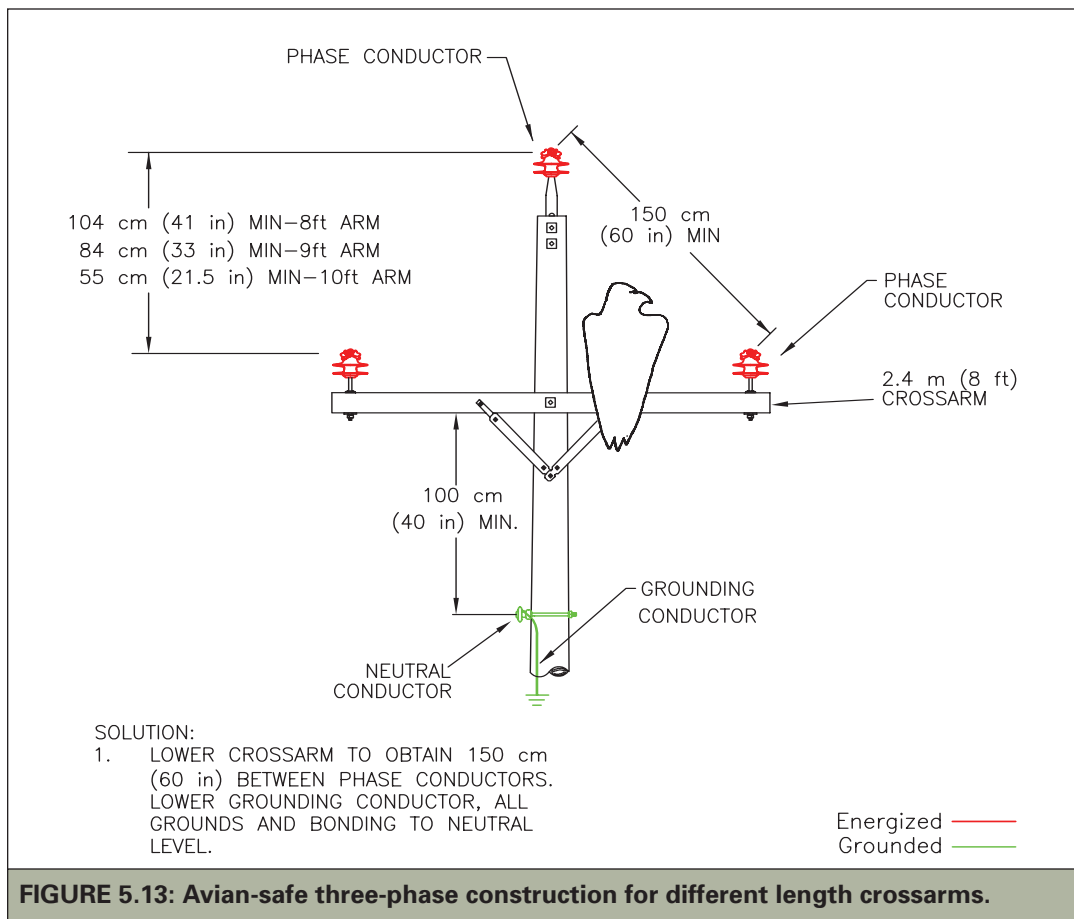 PHASE CONDUCTOR
104 cm (41 in) MIN-8ft ARM
84 cm (33 in) MIN-9ft ARM
55 cm (21.5 in) MIN-10ft ARM
150 cm
(60 in) MIN
PHASE
CONDUCTOR
2.4 m (8 ft)
CROSSARM
100 cm
(40 in) MIN.
GROUNDING
CONDUCTOR
NEUTRAL
CONDUCTOR
SOLUTION:
1. LOWER CROSSARM TO OBTAIN 150 cm
(60 in) BETWEEN PHASE CONDUCTORS.
LOWER GROUNDING CONDUCTOR, ALL
GROUNDS AND BONDING TO NEUTRAL
LEVEL.
Energized
Grounded
FIGURE 5.13: Avian-safe three-phase construction for different length crossarms.